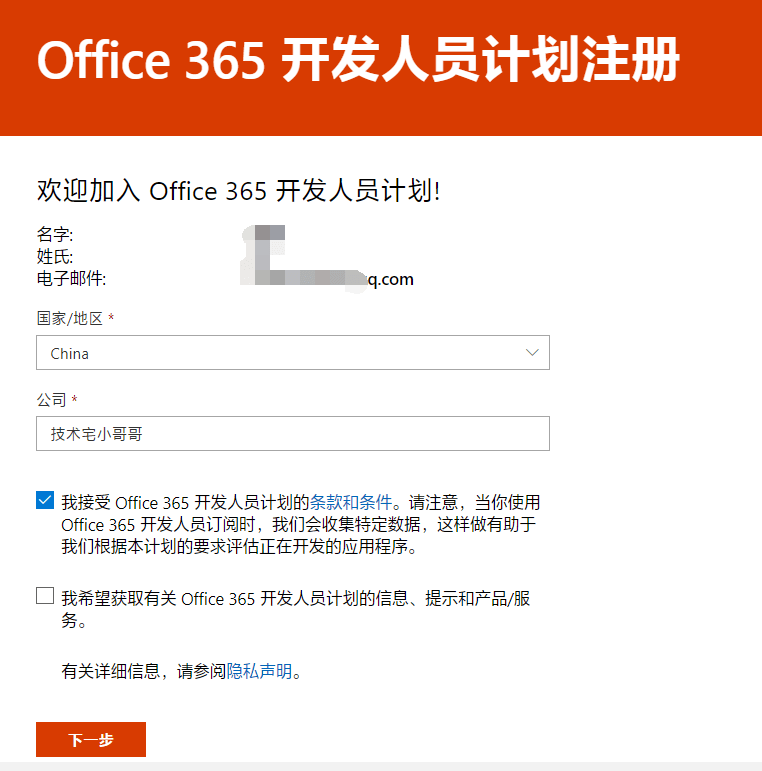 Office 365 开发人员计划注册
欢迎加入 Office 365 开发人员计划!
名字:
姓氏:
电子邮件: q.com
国家/地区 *
China
公司 *
技术宅小哥哥
我接受 Office 365 开发人员计划的条款和条件。请注意，当你使用
Office 365 开发人员订阅时，我们会收集特定数据，这样做有助于
我们根据本计划的要求评估正在开发的应用程序。
我希望获取有关 Office 365 开发人员计划的信息、提示和产品/服
务。
有关详细信息，请参阅隐私声明。
下一步